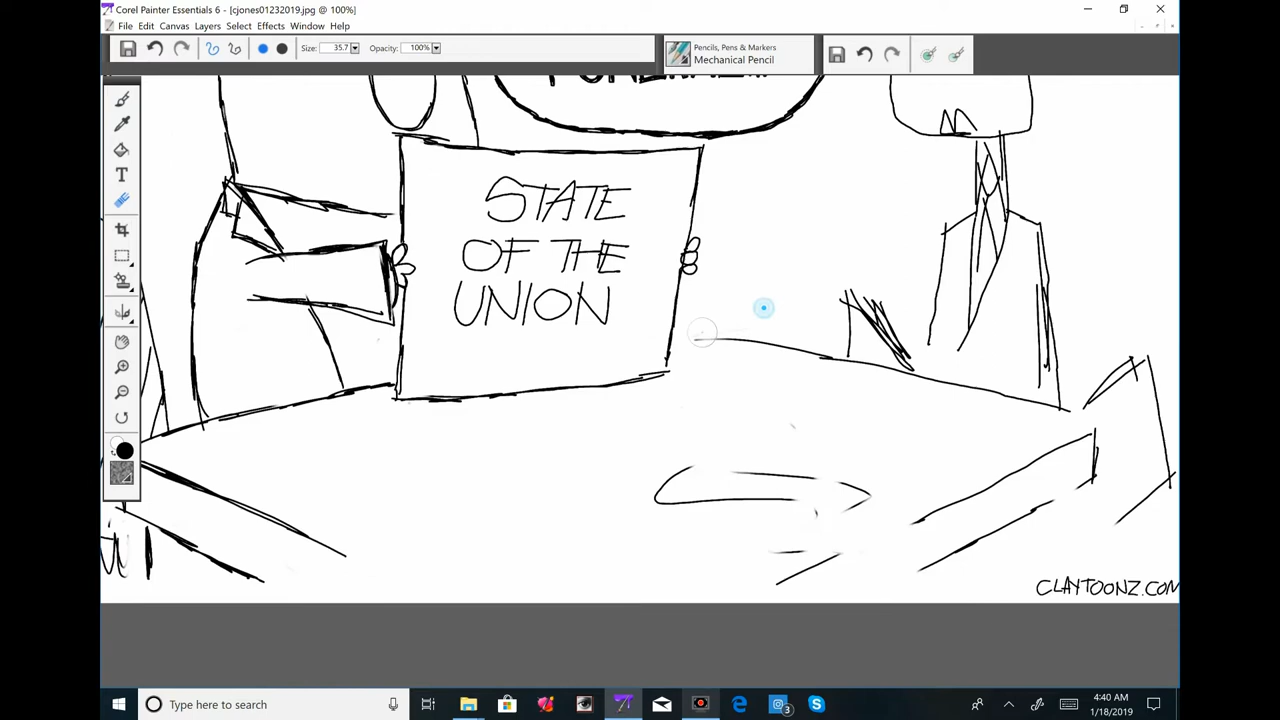 Corel Painter Essentials 6 - [cjones01232019.jpg @ 100%]
File Edit Canvas Layers Select Effects Window Help
Size: 35.7 Opacity: 100%
Pencils, Pens & Markers
Mechanical Pencil
STATE
OF THE
UNION
CLAYTOONZ.COM
Type here to search
3
4:40 AM
1/18/2019